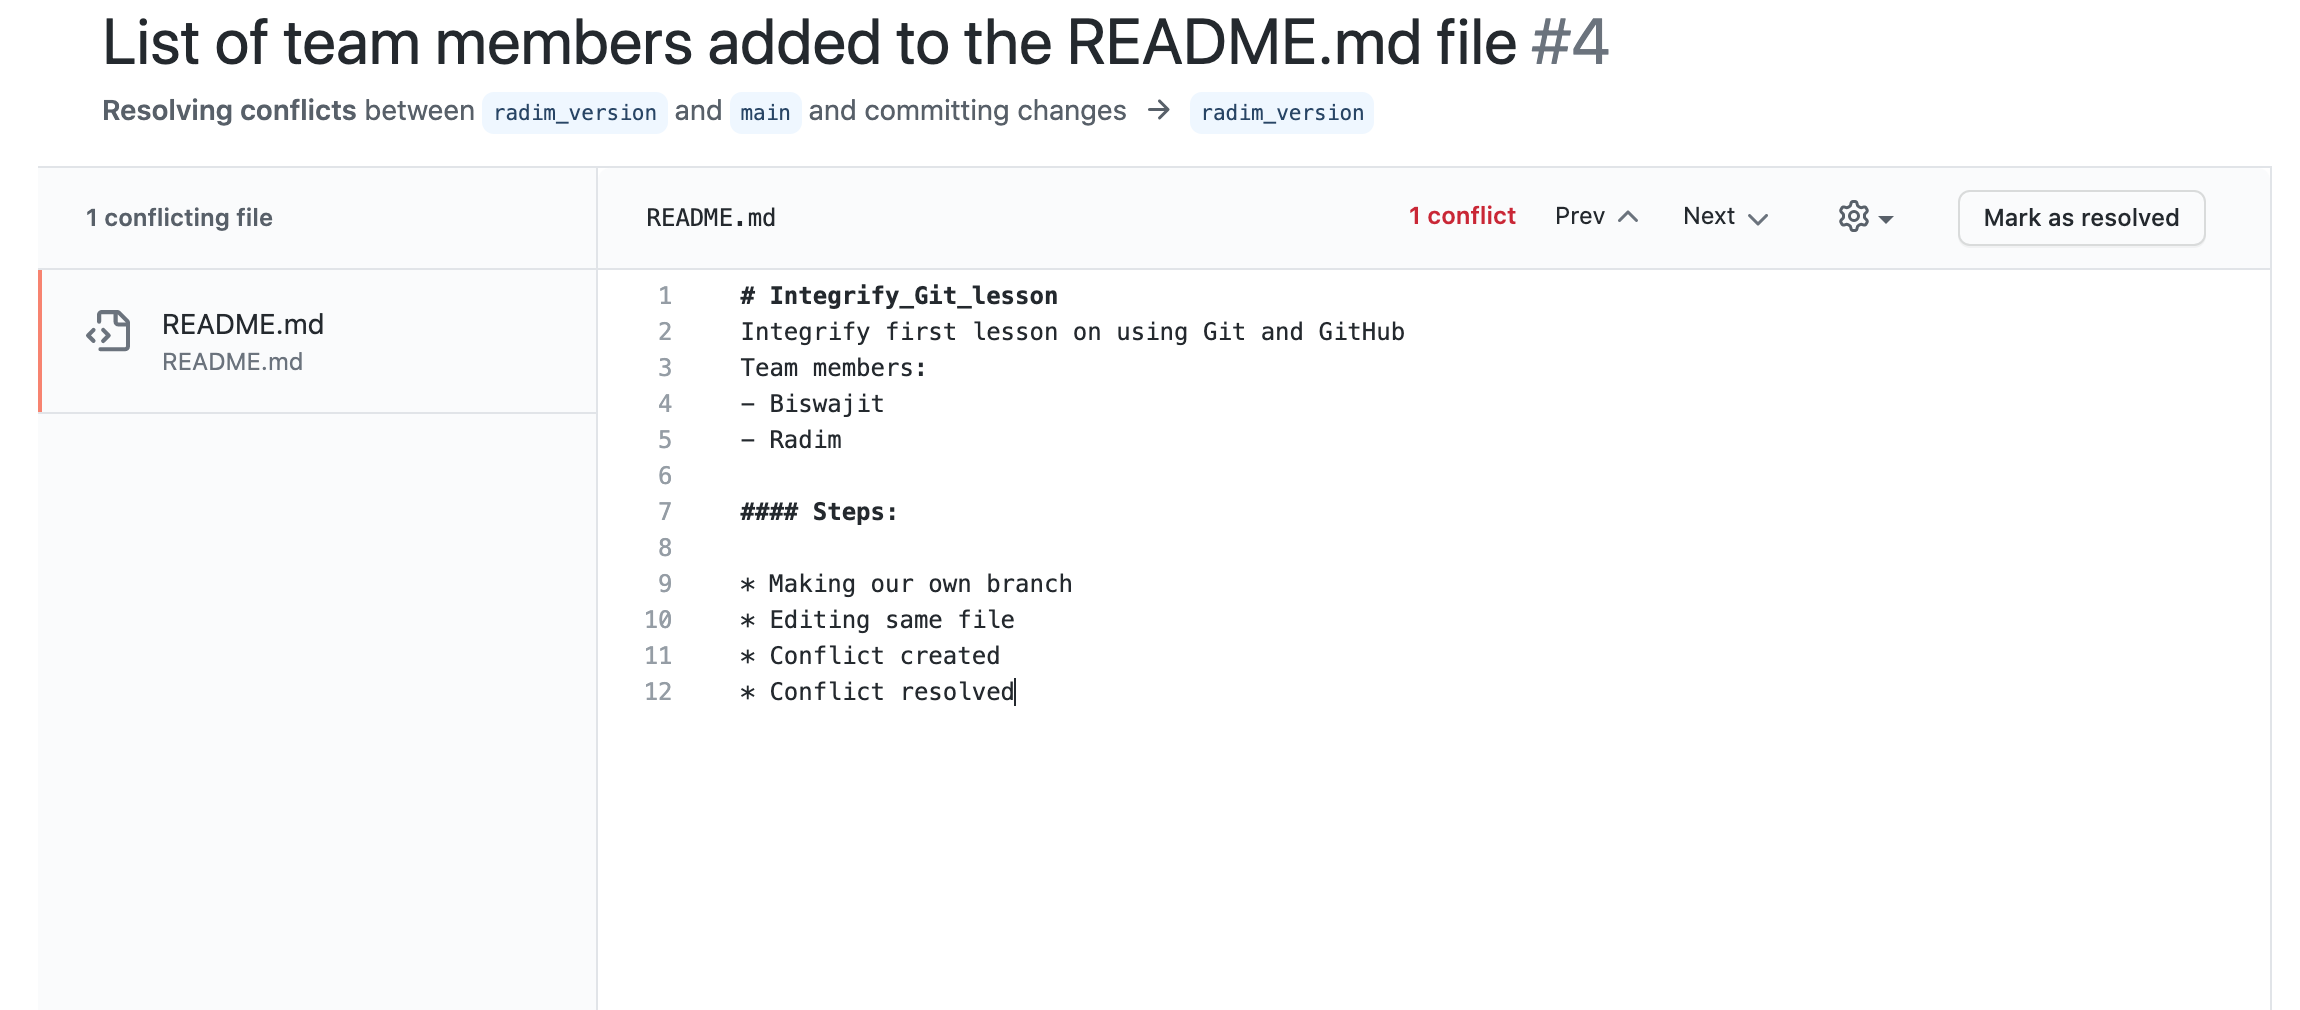 List of team members added to the README.md file #4
Resolving conflicts between radim_version and main and committing changes → radim_version
1 conflicting file
README.md
1 conflict
Prev
Next
Mark as resolved
README.md
README.md
1 # Integrify_Git_lesson
2 Integrify first lesson on using Git and GitHub
3 Team members:
4 - Biswajit
5 - Radim
6
7 #### Steps:
8
9 * Making our own branch
10 * Editing same file
11 * Conflict created
12 * Conflict resolved